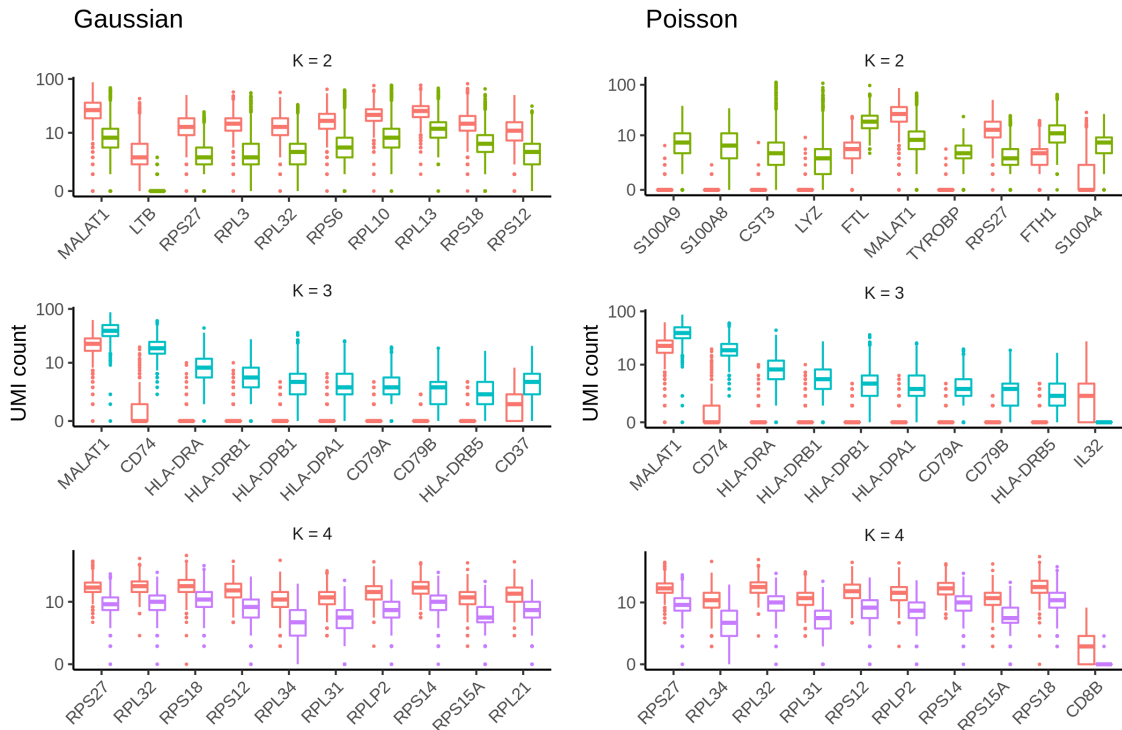 Gaussian
K = 2
100
10
0
MALAT1 LTB RPS27 RPL3 RPL32 RPS6 RPL10 RPL13 RPS18 RPS12
K = 3
UMI count
100
10
0
MALAT1 CD74 HLA-DRA HLA-DRB1 HLA-DPB1 HLA-DPA1 CD79A CD79B HLA-DRB5 CD37
K = 4
10
0
RPS27 RPL32 RPS18 RPS12 RPL34 RPL31 RPLP2 RPS14 RPS15A RPL21
Poisson
K = 2
100
10
0
S100A9 S100A8 CST3 LYZ FTL MALAT1 TYROBP RPS27 FTH1 S100A4
K = 3
UMI count
100
10
0
MALAT1 CD74 HLA-DRA HLA-DRB1 HLA-DPB1 HLA-DPA1 CD79A CD79B HLA-DRB5 IL32
K = 4
10
0
RPS27 RPL34 RPL32 RPL31 RPS12 RPLP2 RPS14 RPS15A RPS18 CD8B